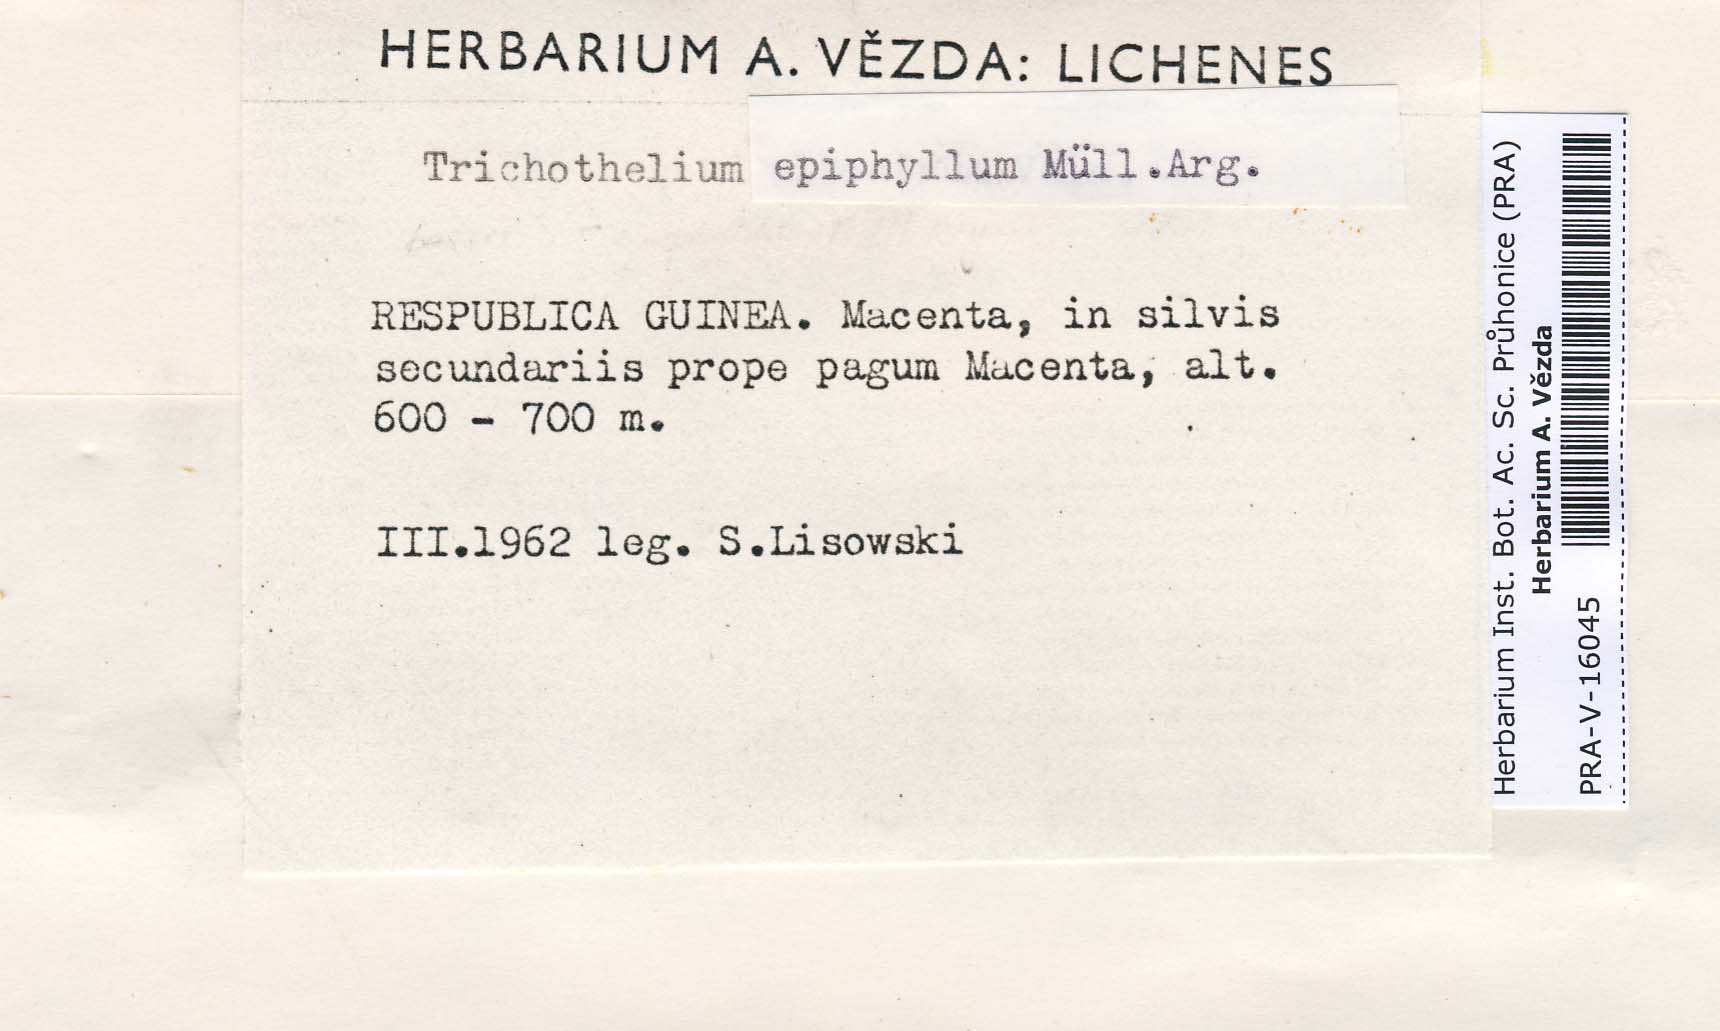 HERBARIUM A. VĚZDA: LICHENES
Trichothelium epiphyllum Müll.Arg.
RESPUBLICA GUINEA. Macenta, in silvis
secundariis prope pagum Macenta, alt.
600 - 700 m.
III.1962 leg. S.Lisowski
Herbarium Inst. Bot. Ac. Sc. Průhonice (PRA)
Herbarium A. Vězda
PRA-V-16045